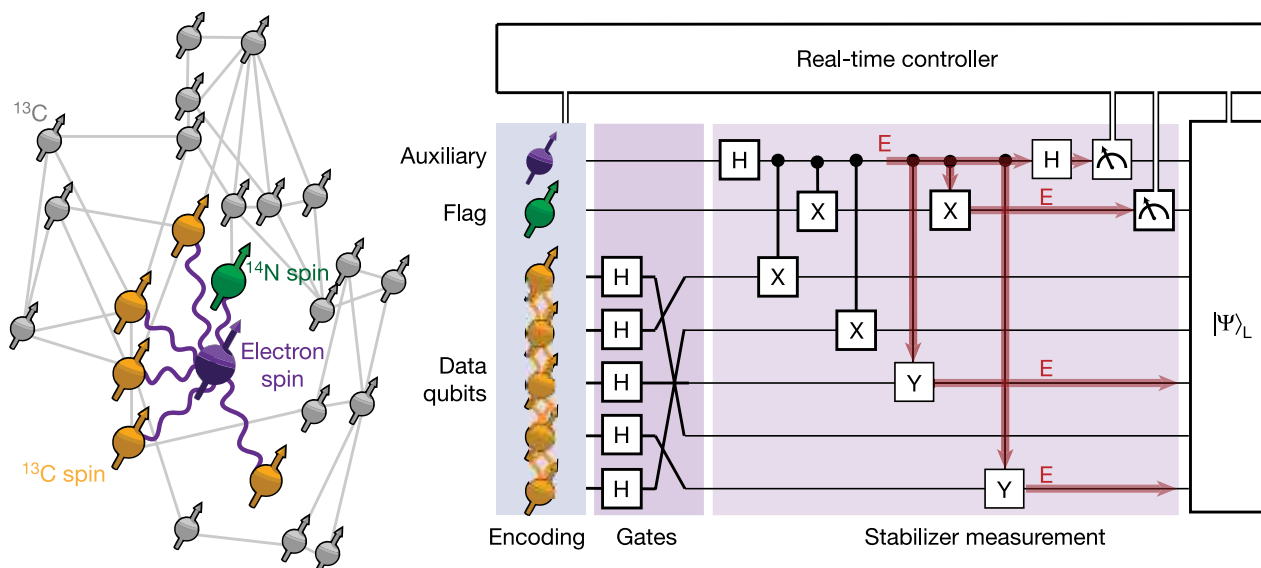 ¹³C
¹⁴N spin
Electron
spin
¹³C spin
Real-time controller
Auxiliary
Flag
Data
qubits
H
E
H
X
X
E
H
X
H
X
|Ψ⟩L
H
Y
E
H
H
Y
E
Encoding
Gates
Stabilizer measurement